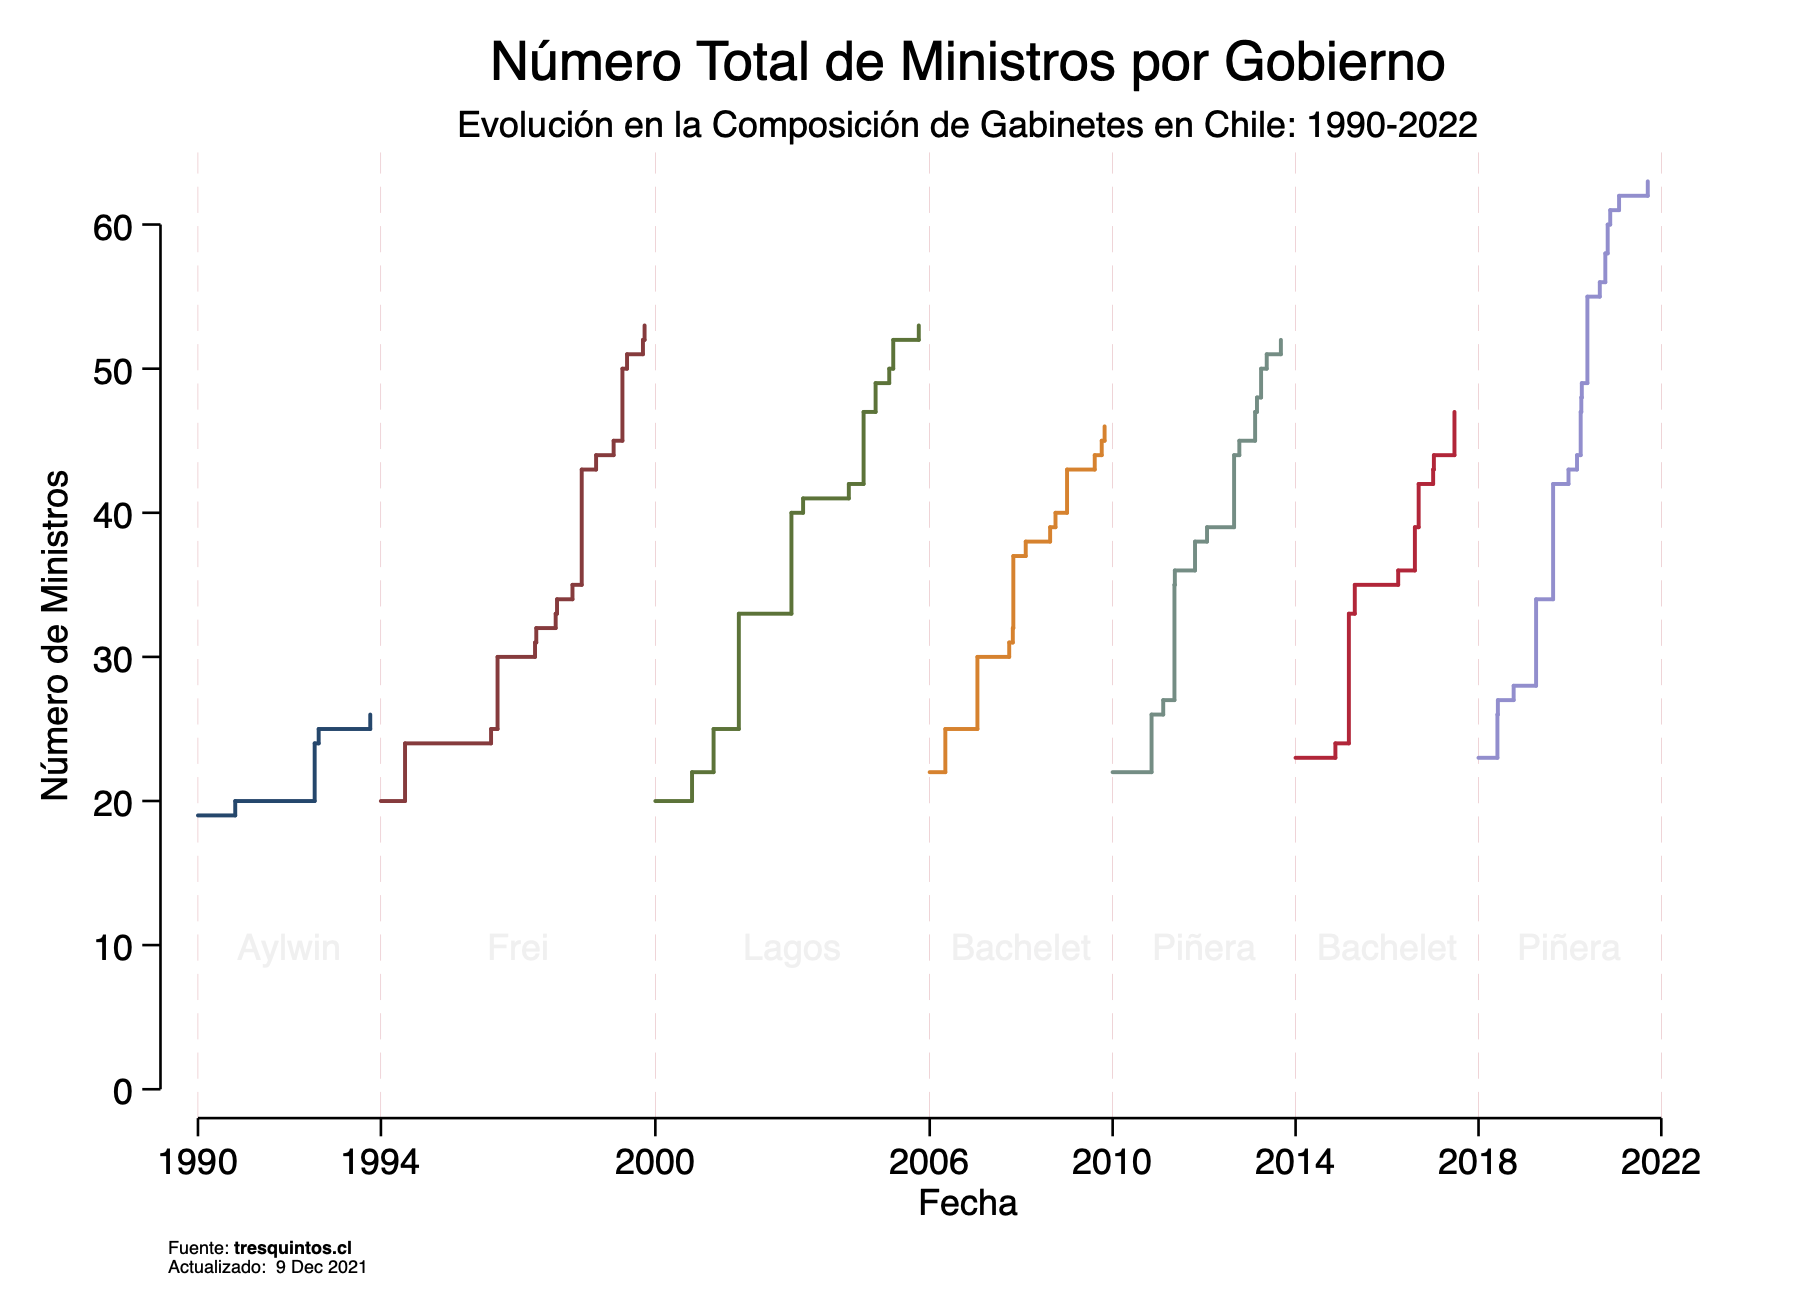 Número Total de Ministros por Gobierno
Evolución en la Composición de Gabinetes en Chile: 1990-2022
Número de Ministros
60
50
40
30
20
10
0
Aylwin Frei Lagos Bachelet Piñera Bachelet Piñera
1990 1994 2000 2006 2010 2014 2018 2022
Fecha
Fuente: tresquintos.cl
Actualizado: 9 Dec 2021